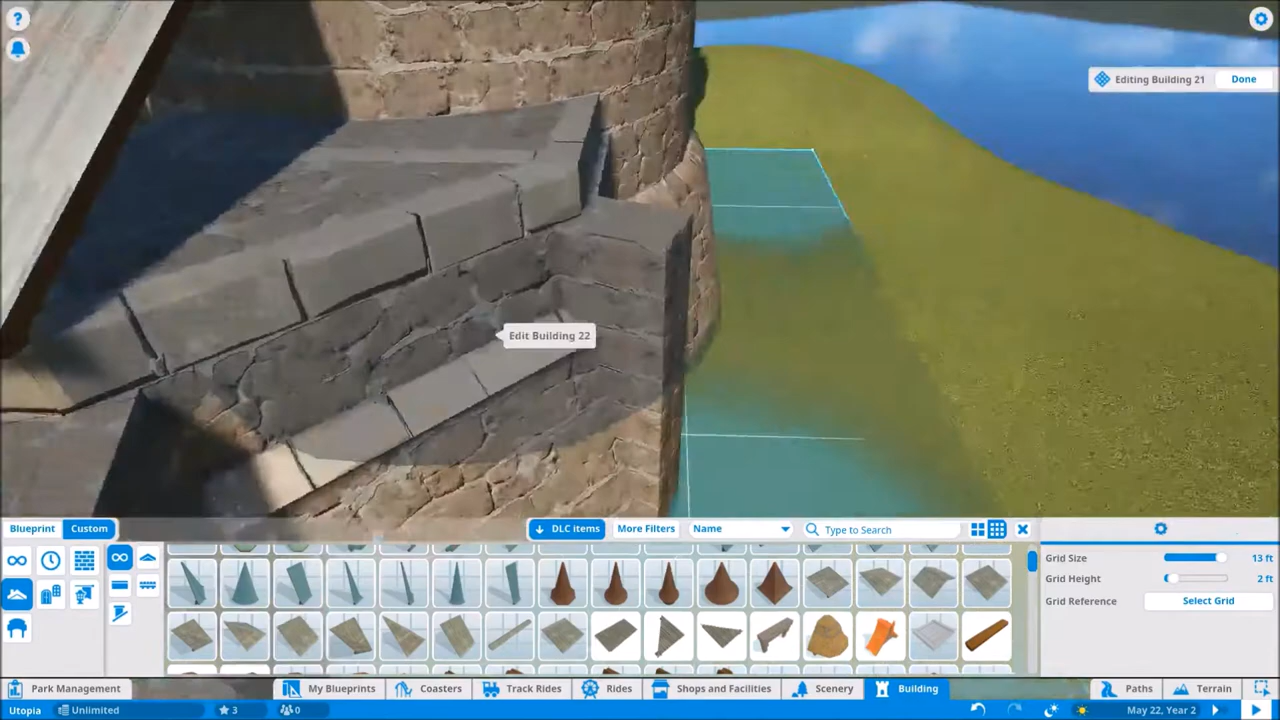 ?
Editing Building 21 Done
Edit Building 22
Blueprint Custom DLC items More Filters Name Type to Search
Grid Size 13 ft
Grid Height 2 ft
Grid Reference Select Grid
Park Management My Blueprints Coasters Track Rides Rides Shops and Facilities Scenery Building Paths Terrain
Utopia Unlimited 3 0 May 22, Year 2